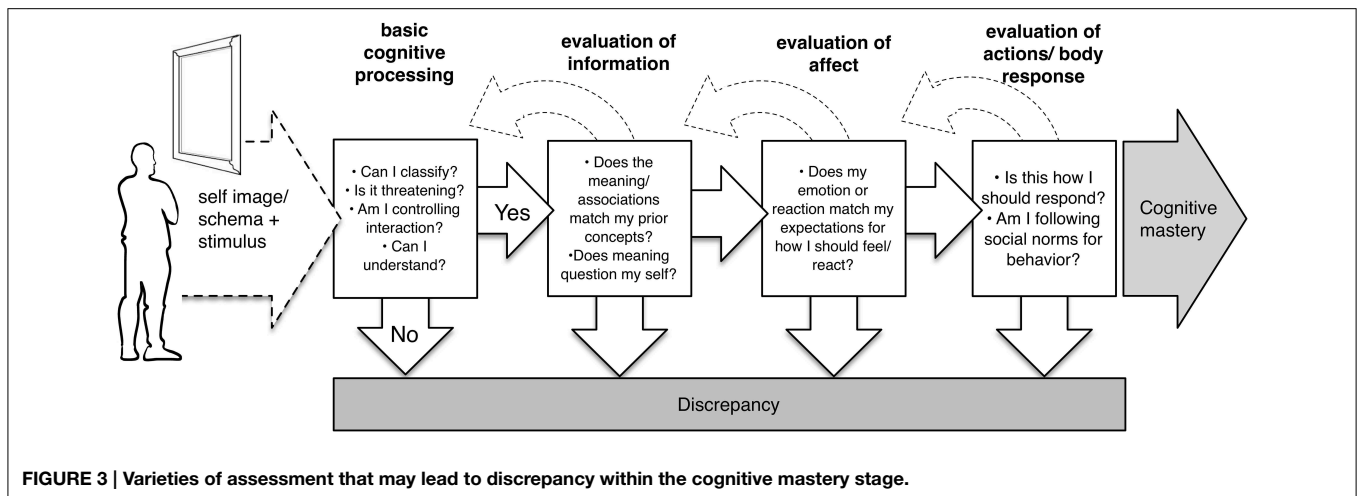 basic
cognitive
processing
evaluation of
information
evaluation of
affect
evaluation of
actions/ body
response
self image/
schema +
stimulus
• Can I classify?
• Is it threatening?
• Am I controlling
interaction?
• Can I
understand?
Yes
• Does the
meaning/
associations
match my prior
concepts?
•Does meaning
question my self?
• Does my
emotion or
reaction match my
expectations for
how I should feel/
react?
• Is this how I
should respond?
• Am I following
social norms for
behavior?
Cognitive
mastery
No
Discrepancy
FIGURE 3 | Varieties of assessment that may lead to discrepancy within the cognitive mastery stage.